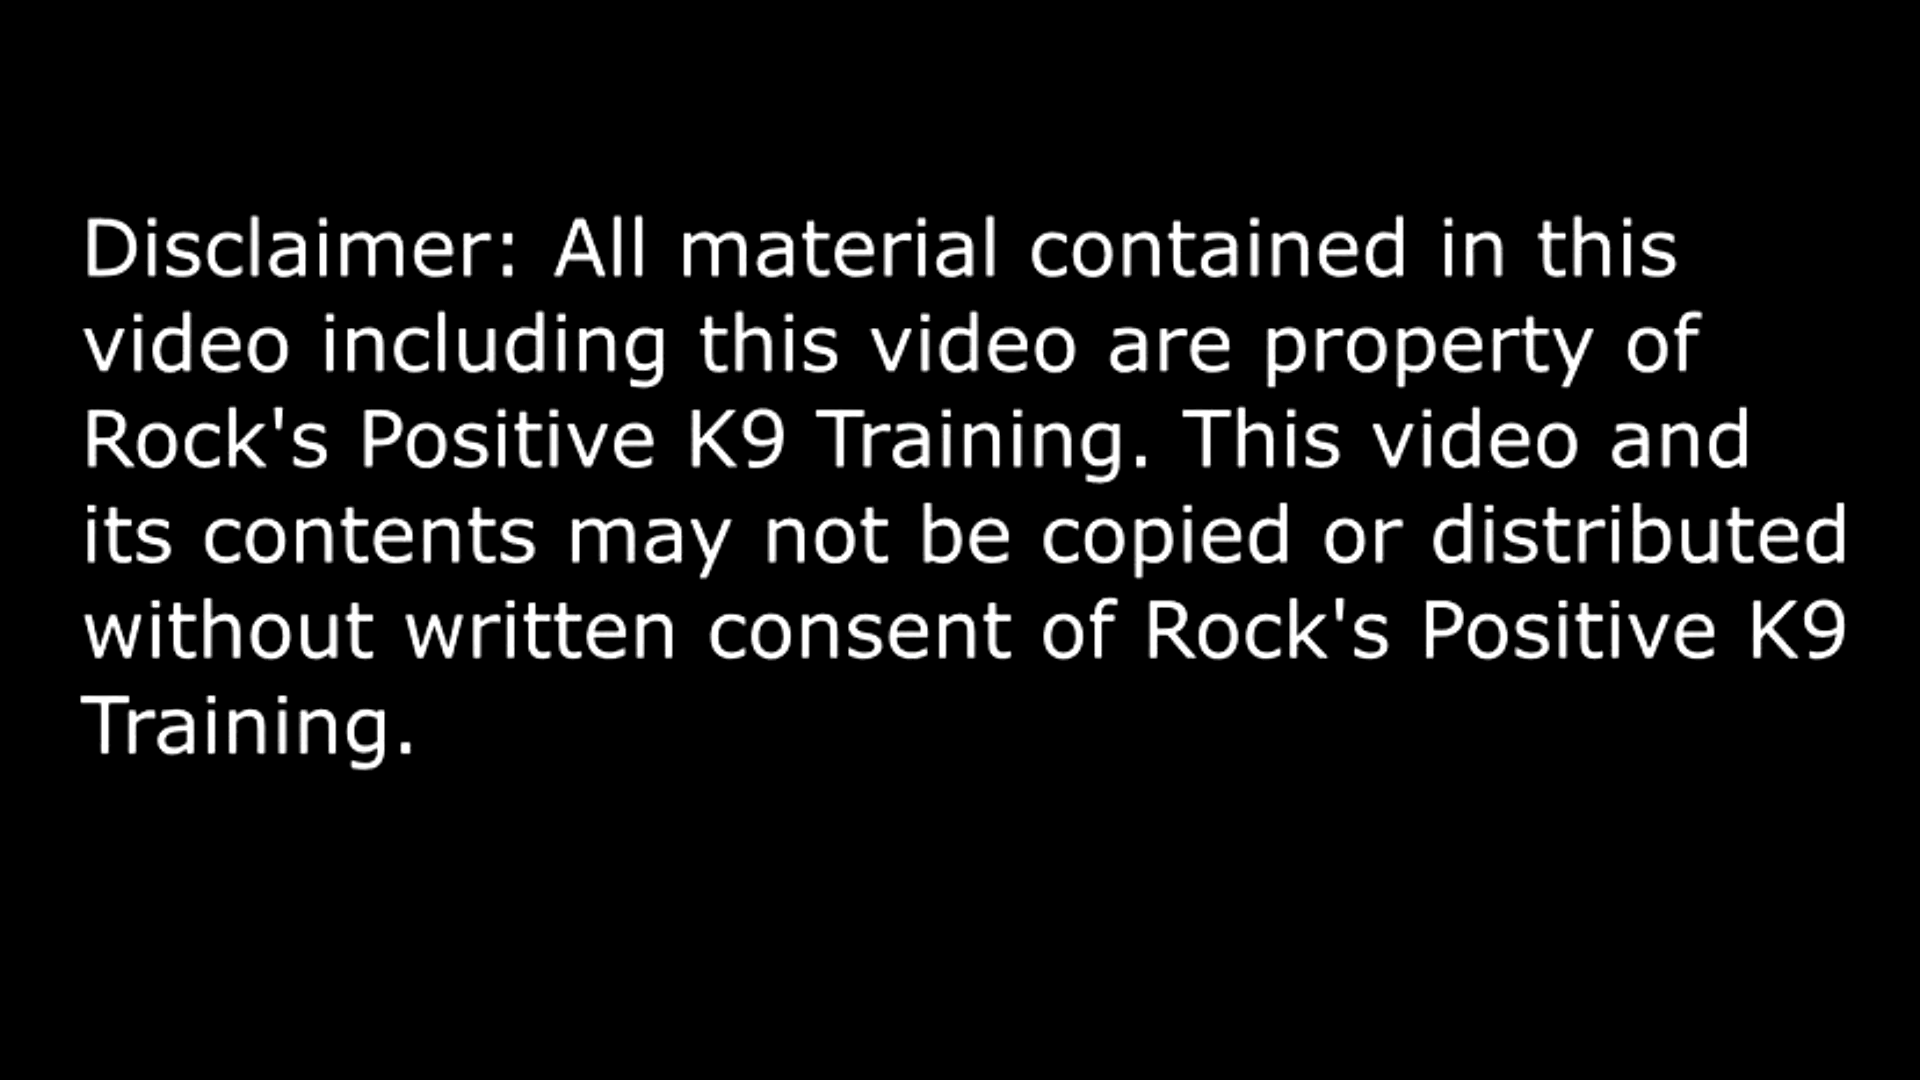 Disclaimer: All material contained in this
video including this video are property of
Rock's Positive K9 Training. This video and
its contents may not be copied or distributed
without written consent of Rock's Positive K9
Training.